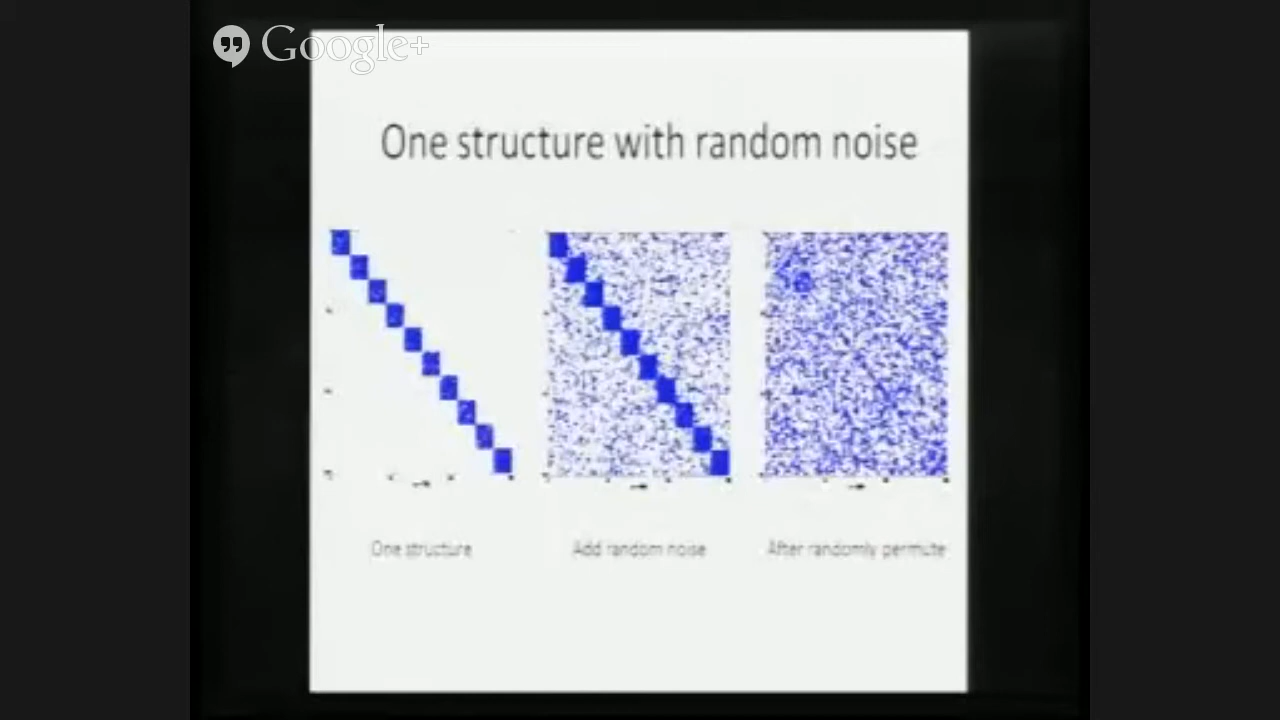 Google+
One structure with random noise
One structure
Add random noise
After randomly permute